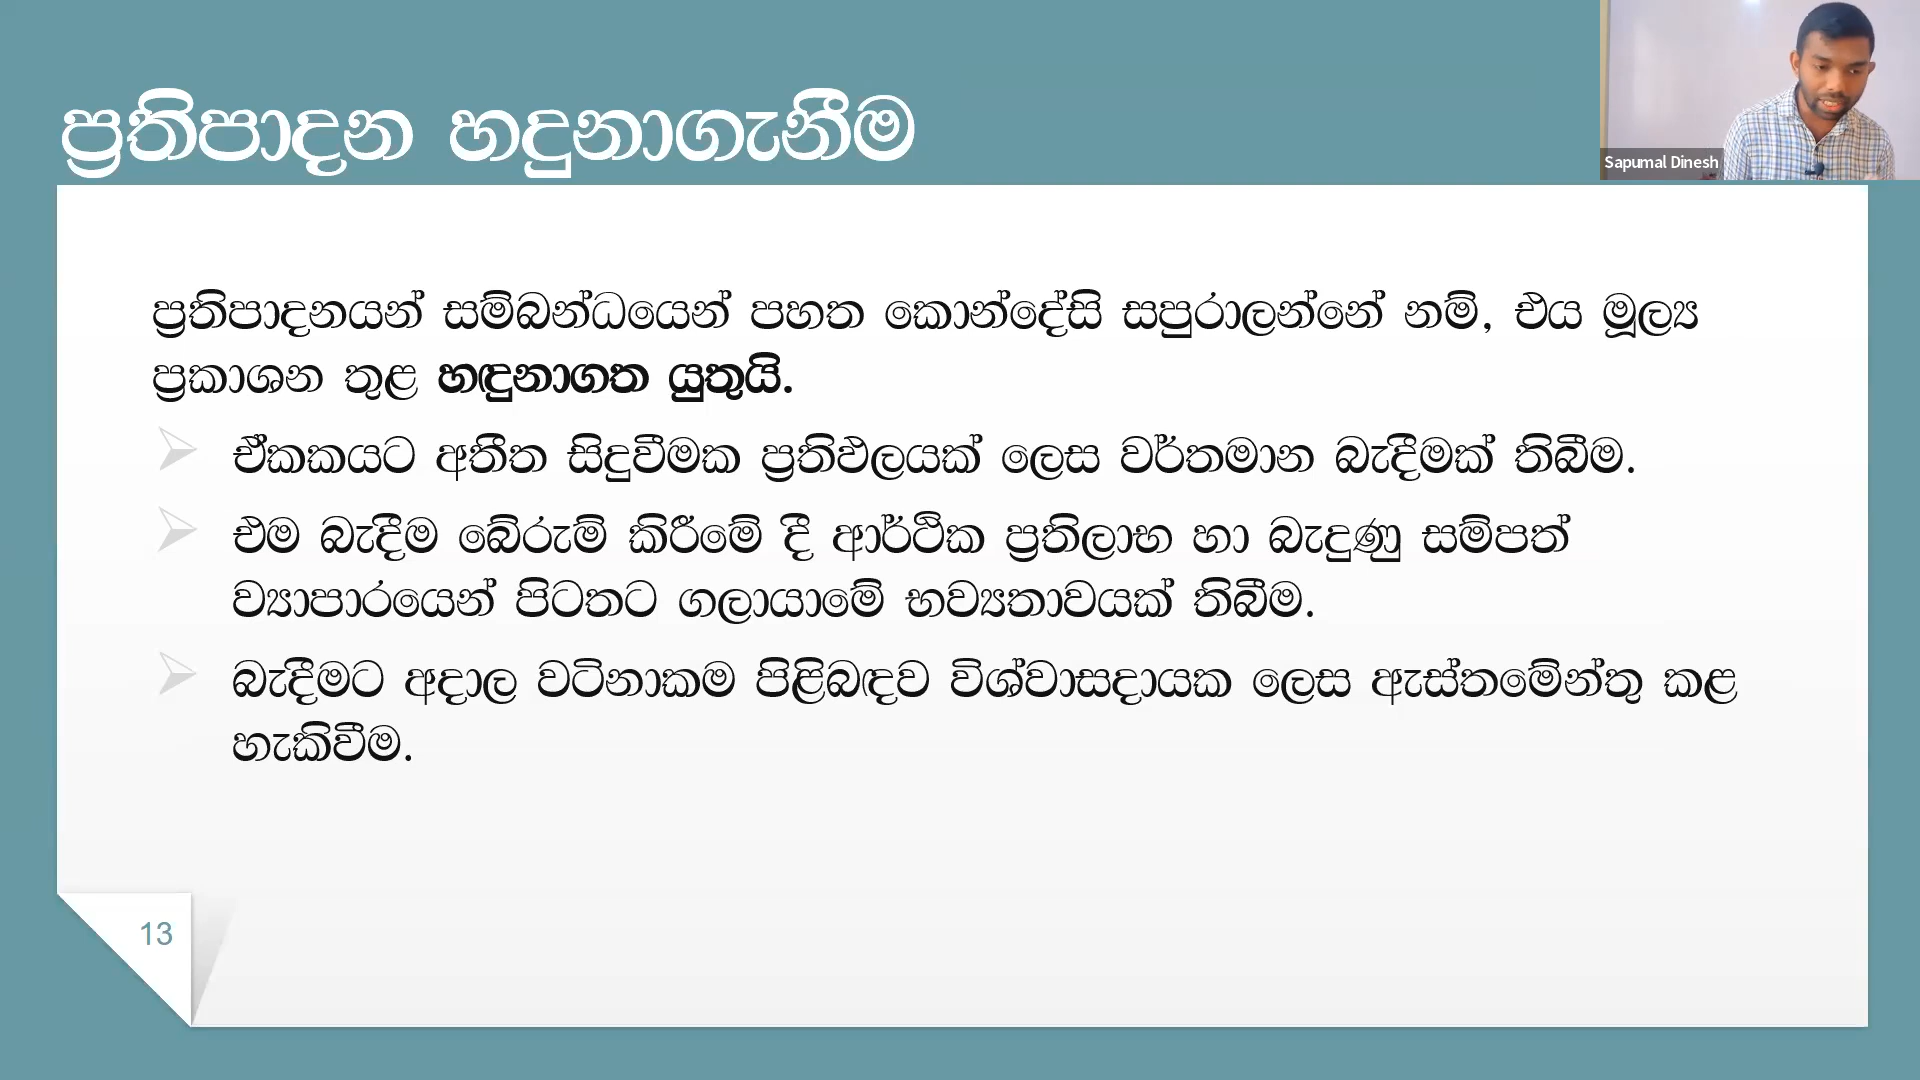 Sapumal Dinesh
ප්‍රතිපාදන හදුනාගැනීම
ප්‍රතිපාදනයන් සම්බන්ධයෙන් පහත කොන්දේසි සපුරාලන්නේ නම්, එය මූල්‍ය
ප්‍රකාශන තුළ හඳුනාගත යුතුයි.
ඒකකයට අතීත සිදුවීමක ප්‍රතිඵලයක් ලෙස වර්තමාන බැදීමක් තිබීම.
එම බැදීම බේරුම් කිරීමේ දී ආර්ථික ප්‍රතිලාභ හා බැදුණු සම්පත්
ව්‍යාපාරයෙන් පිටතට ගලායාමේ භව්‍යතාවයක් තිබීම.
බැදීමට අදාල වටිනාකම පිළිබඳව විශ්වාසදායක ලෙස ඇස්තමේන්තු කළ
හැකිවීම.
13